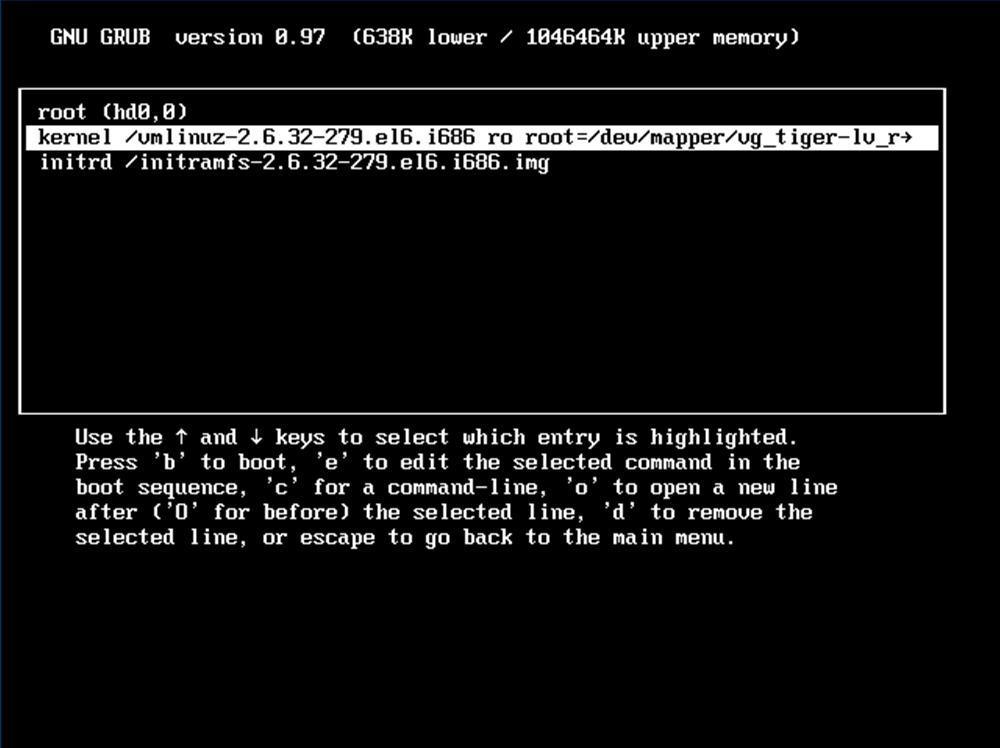 GNU GRUB  version 0.97  (638K lower / 1046464K upper memory)
root (hd0,0)
kernel /vmlinuz-2.6.32-279.el6.i686 ro root=/dev/mapper/vg_tiger-lv_r→
initrd /initramfs-2.6.32-279.el6.i686.img
Use the ↑ and ↓ keys to select which entry is highlighted.
Press 'b' to boot, 'e' to edit the selected command in the
boot sequence, 'c' for a command-line, 'o' to open a new line
after ('O' for before) the selected line, 'd' to remove the
selected line, or escape to go back to the main menu.